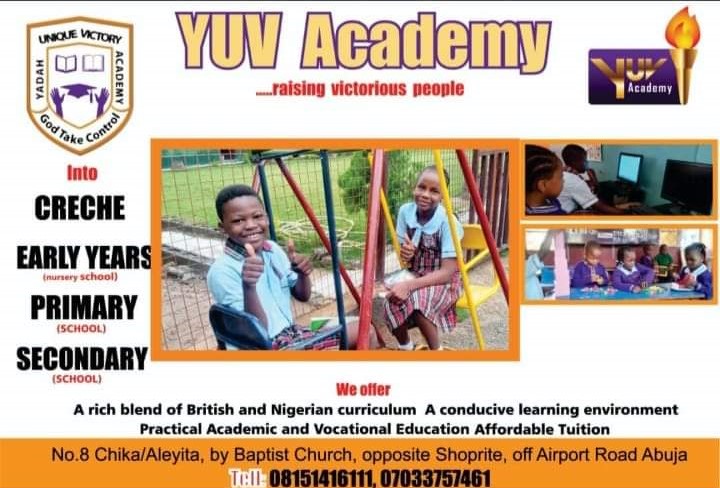 YUV Academy
.....raising victorious people
UNIQUE VICTORY
YADAH
ACADEMY
God Take Control
YUV
Academy
Into
CRECHE
EARLY YEARS
(nursery school)
PRIMARY
(SCHOOL)
SECONDARY
(SCHOOL)
We offer
A rich blend of British and Nigerian curriculum A conducive learning environment
Practical Academic and Vocational Education Affordable Tuition
No.8 Chika/Aleyita, by Baptist Church, opposite Shoprite, off Airport Road Abuja
Tell: 08151416111, 07033757461